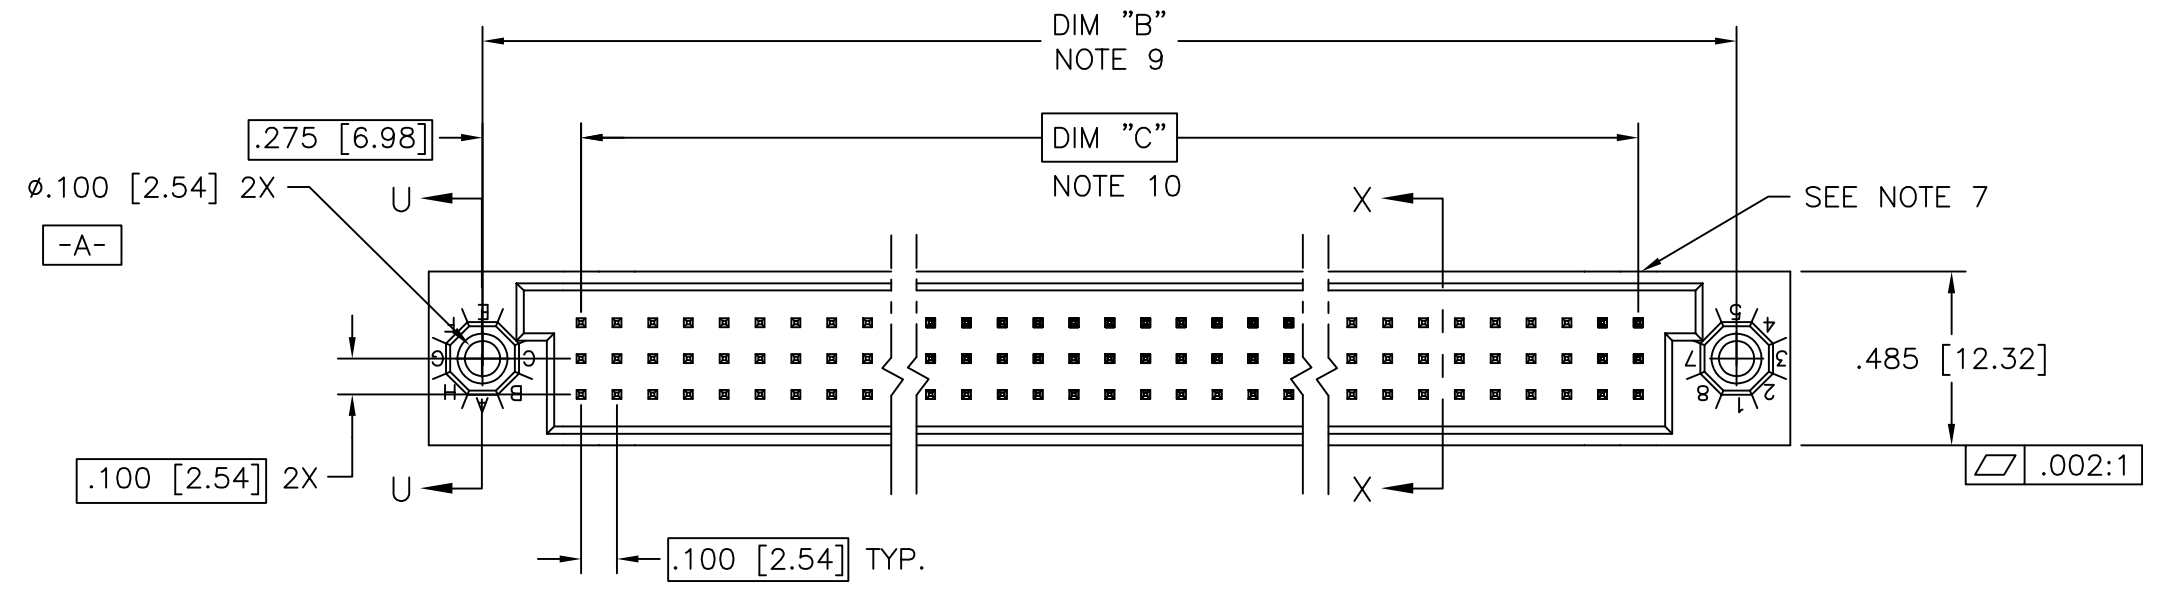 DIM "B"
NOTE 9
.275 [6.98]
DIM "C"
NOTE 10
⌀.100 [2.54] 2X
U
X
SEE NOTE 7
-A-
E
F
G
C
H
B
A
5
4
7
3
8
2
1
.485 [12.32]
.100 [2.54] 2X
U
X
.002:1
.100 [2.54] TYP.